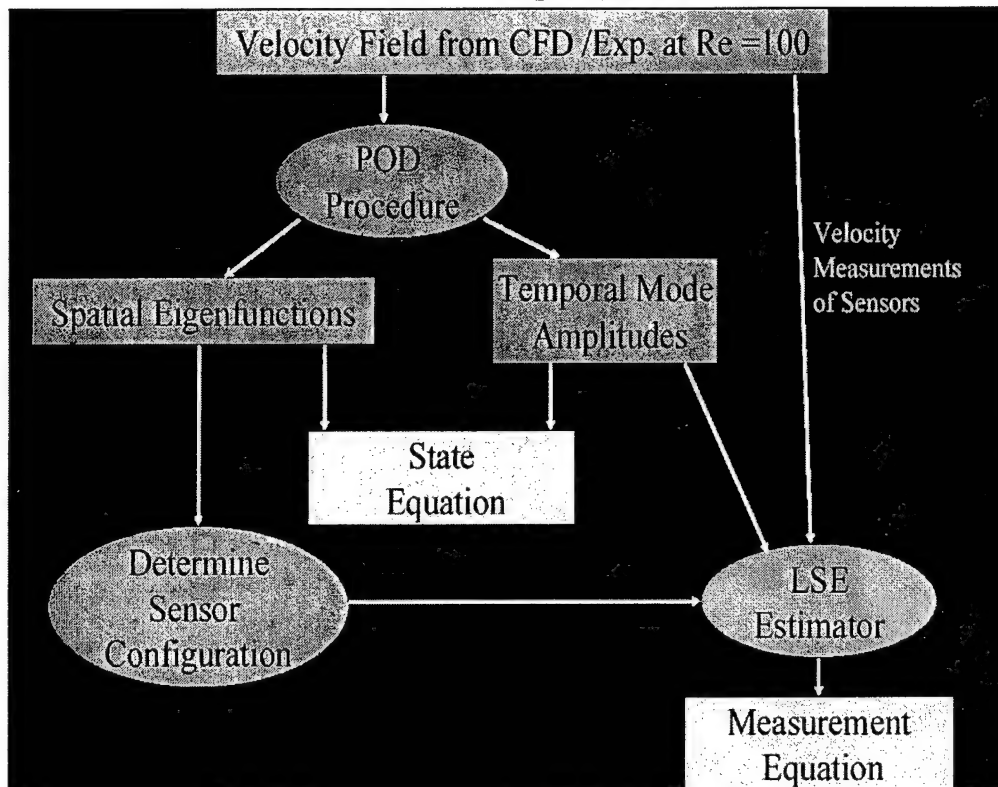 Velocity Field from CFD /Exp. at Re =100
POD
Procedure
Velocity
Measurements
of Sensors
Spatial Eigenfunctions
Temporal Mode
Amplitudes
State
Equation
Determine
Sensor
Configuration
LSE
Estimator
Measurement
Equation